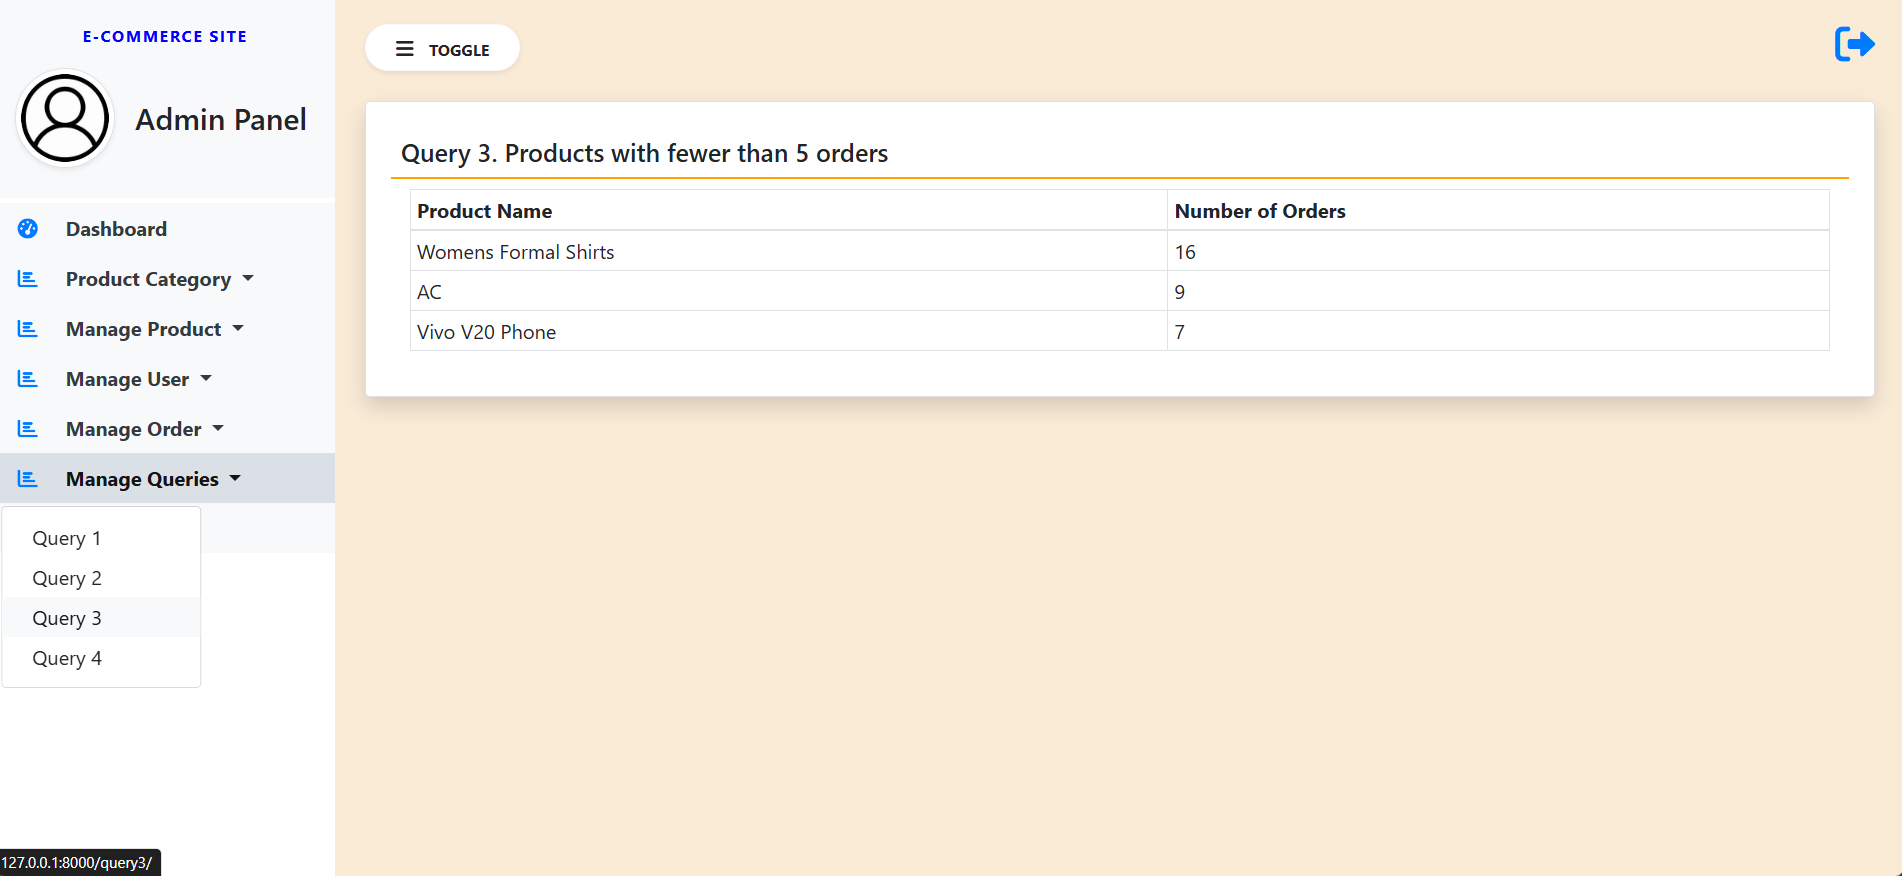 E-COMMERCE SITE
Admin Panel
Dashboard
Product Category
Manage Product
Manage User
Manage Order
Manage Queries
Query 1
Query 2
Query 3
Query 4
127.0.0.1:8000/query3/
TOGGLE
Query 3. Products with fewer than 5 orders
Product Name Number of Orders
Womens Formal Shirts 16
AC 9
Vivo V20 Phone 7